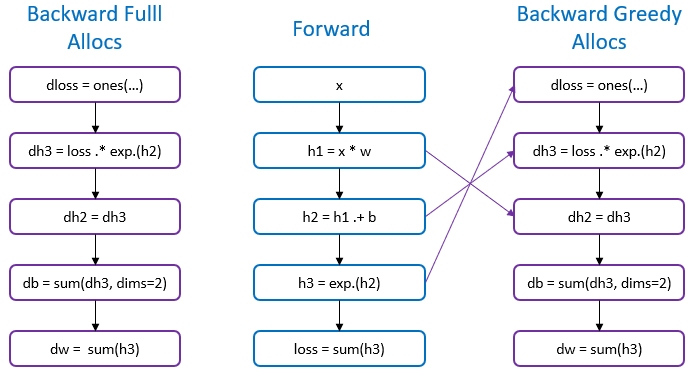 Backward Fulll
Allocs
dloss = ones(...)
dh3 = loss .* exp.(h2)
dh2 = dh3
db = sum(dh3, dims=2)
dw =  sum(h3)
Forward
x
h1 = x * w
h2 = h1 .+ b
h3 = exp.(h2)
loss = sum(h3)
Backward Greedy
Allocs
dloss = ones(...)
dh3 = loss .* exp.(h2)
dh2 = dh3
db = sum(dh3, dims=2)
dw = sum(h3)